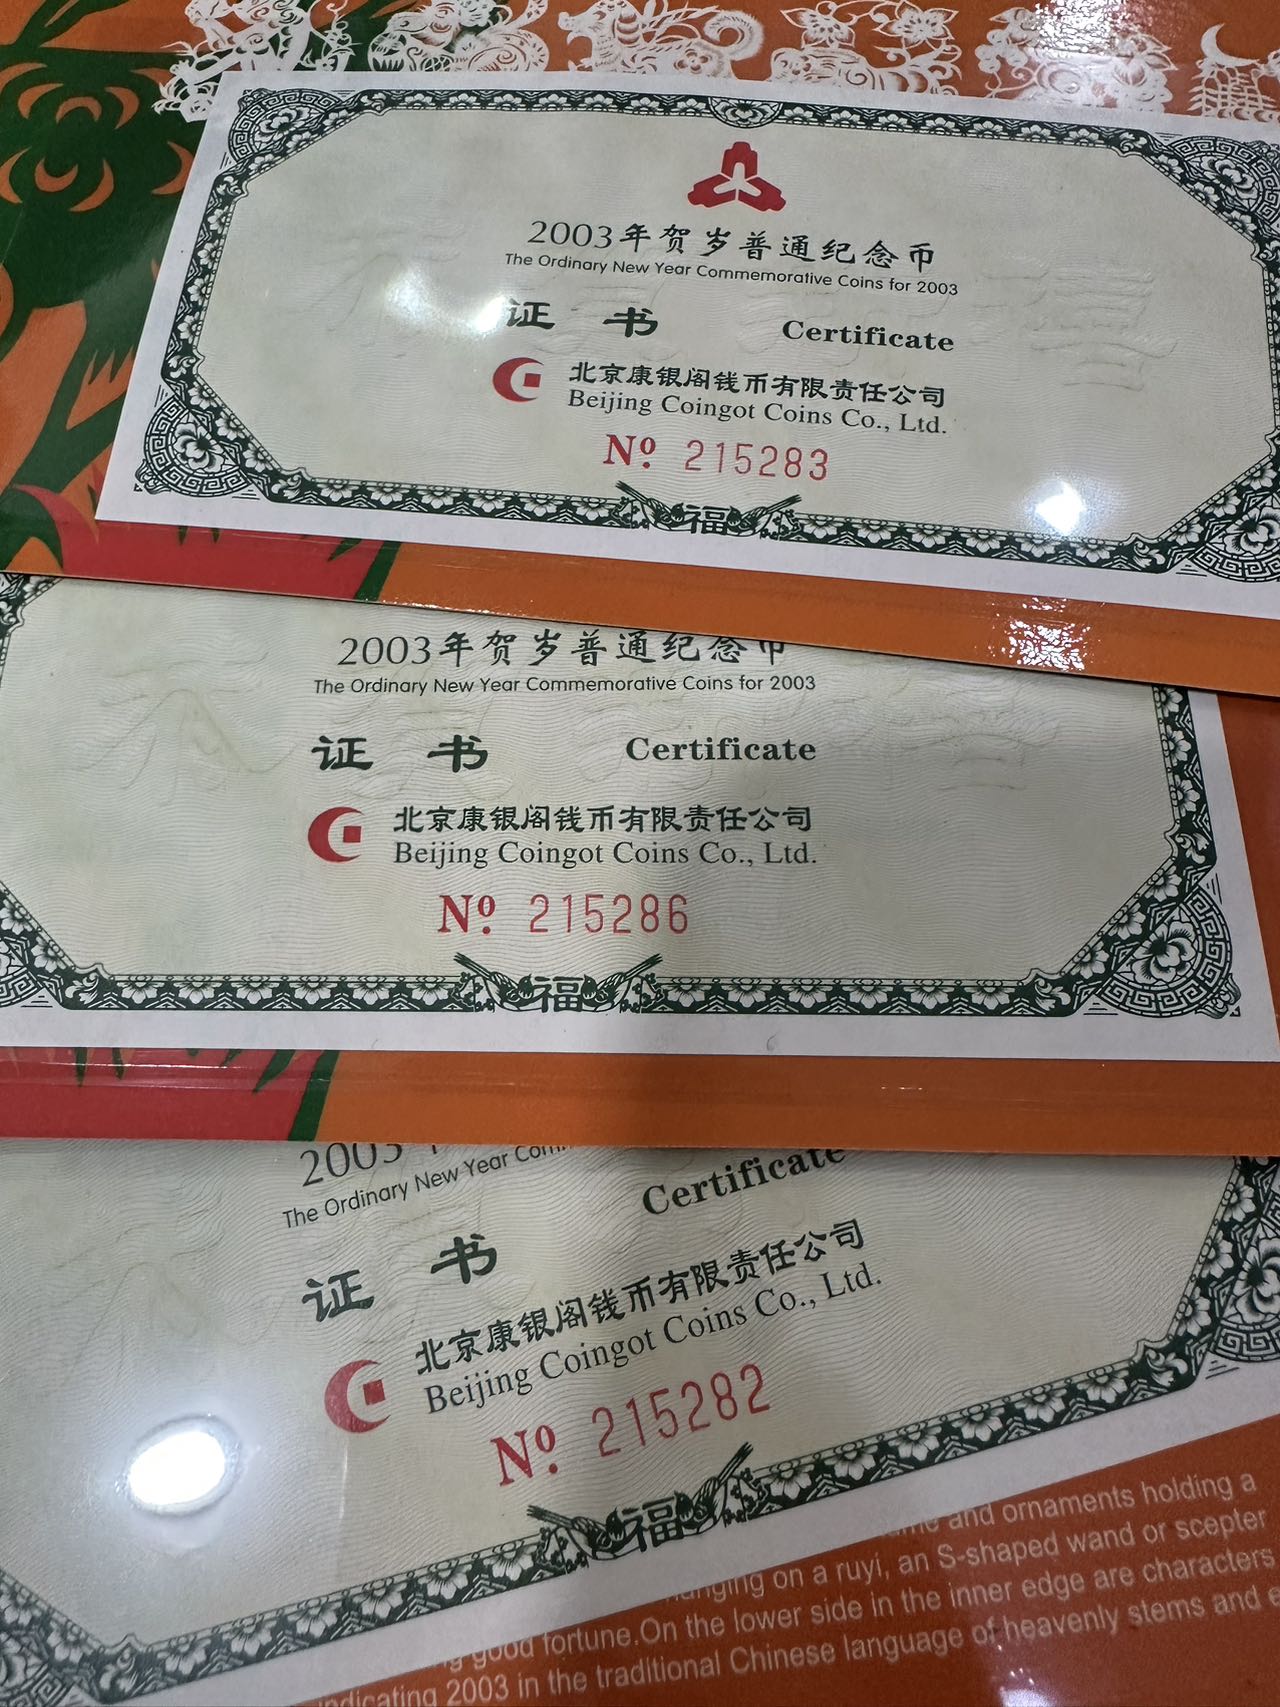 2003年贺岁普通纪念币
The Ordinary New Year Commemorative Coins for 2003
证 书 Certificate
北京康银阁钱币有限责任公司
Beijing Coingot Coins Co., Ltd.
Nº. 215283
福
2003年贺岁普通纪念币
The Ordinary New Year Commemorative Coins for 2003
证 书 Certificate
北京康银阁钱币有限责任公司
Beijing Coingot Coins Co., Ltd.
Nº. 215286
福
2003
The Ordinary New Year
证 书 Certificate
北京康银阁钱币有限责任公司
Beijing Coingot Coins Co., Ltd.
Nº. 215282
福
and ornaments holding a
on a ruyi, an S-shaped wand or scepter
good fortune.On the lower side in the inner edge are characters
2003 in the traditional Chinese language of heavenly stems and